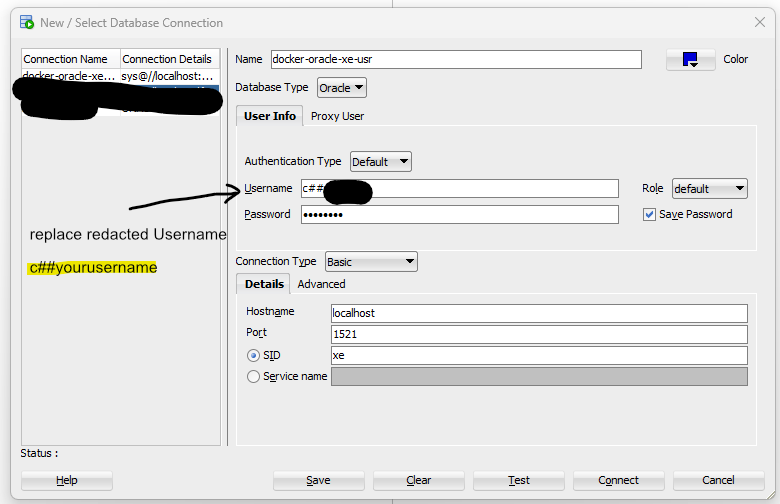 New / Select Database Connection
Connection Name Connection Details
docker-oracle-xe... sys@//localhost:...
Name docker-oracle-xe-usr Color
Database Type Oracle
User Info Proxy User
Authentication Type Default
Username c## Role default
Password •••••••• Save Password
replace redacted Username
c##yourusername
Connection Type Basic
Details Advanced
Hostname localhost
Port 1521
SID xe
Service name
Status :
Help Save Clear Test Connect Cancel